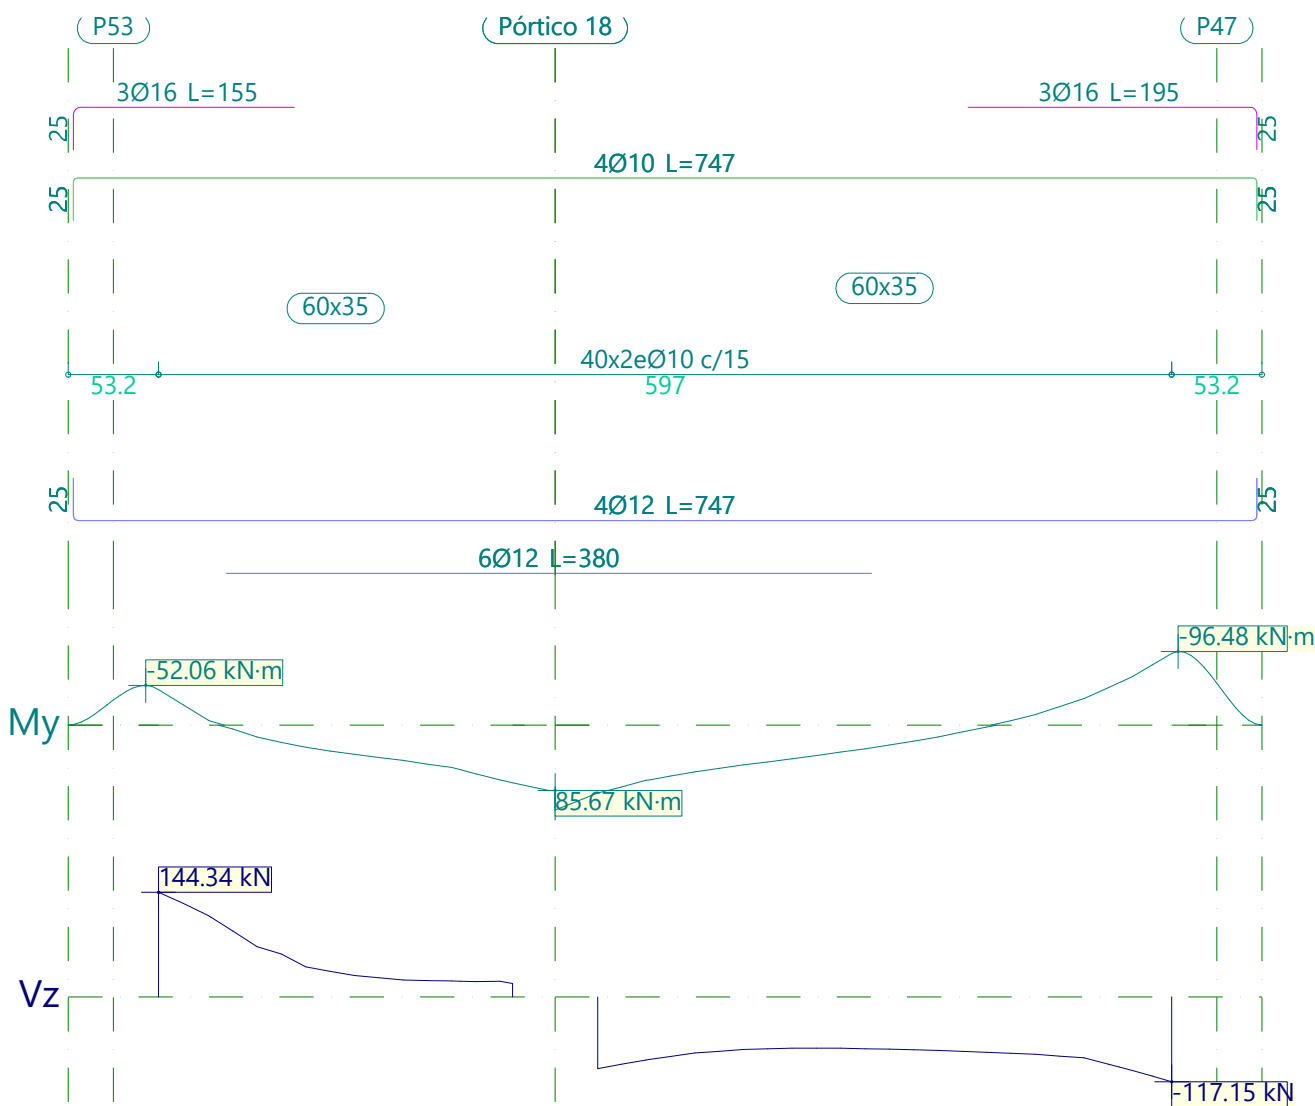 P53
Pórtico 18
P47
3Ø16 L=155
3Ø16 L=195
25
25
4Ø10 L=747
25
25
60x35
60x35
40x2eØ10 c/15
53.2
597
53.2
25
4Ø12 L=747
25
6Ø12 L=380
-96.48 kN·m
-52.06 kN·m
My
85.67 kN·m
144.34 kN
Vz
-117.15 kN